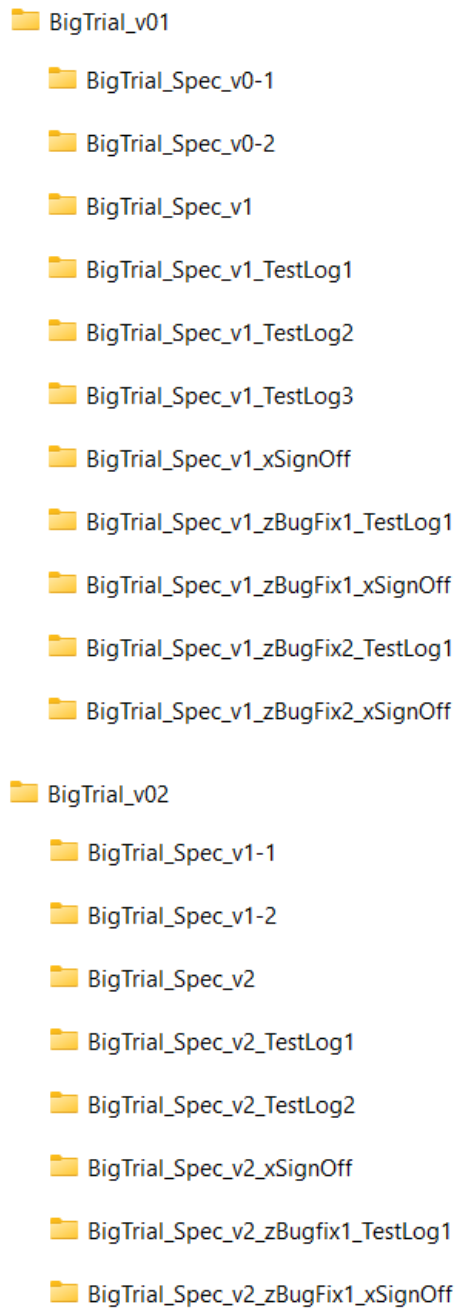 BigTrial_v01
BigTrial_Spec_v0-1
BigTrial_Spec_v0-2
BigTrial_Spec_v1
BigTrial_Spec_v1_TestLog1
BigTrial_Spec_v1_TestLog2
BigTrial_Spec_v1_TestLog3
BigTrial_Spec_v1_xSignOff
BigTrial_Spec_v1_zBugFix1_TestLog1
BigTrial_Spec_v1_zBugFix1_xSignOff
BigTrial_Spec_v1_zBugFix2_TestLog1
BigTrial_Spec_v1_zBugFix2_xSignOff
BigTrial_v02
BigTrial_Spec_v1-1
BigTrial_Spec_v1-2
BigTrial_Spec_v2
BigTrial_Spec_v2_TestLog1
BigTrial_Spec_v2_TestLog2
BigTrial_Spec_v2_xSignOff
BigTrial_Spec_v2_zBugfix1_TestLog1
BigTrial_Spec_v2_zBugFix1_xSignOff